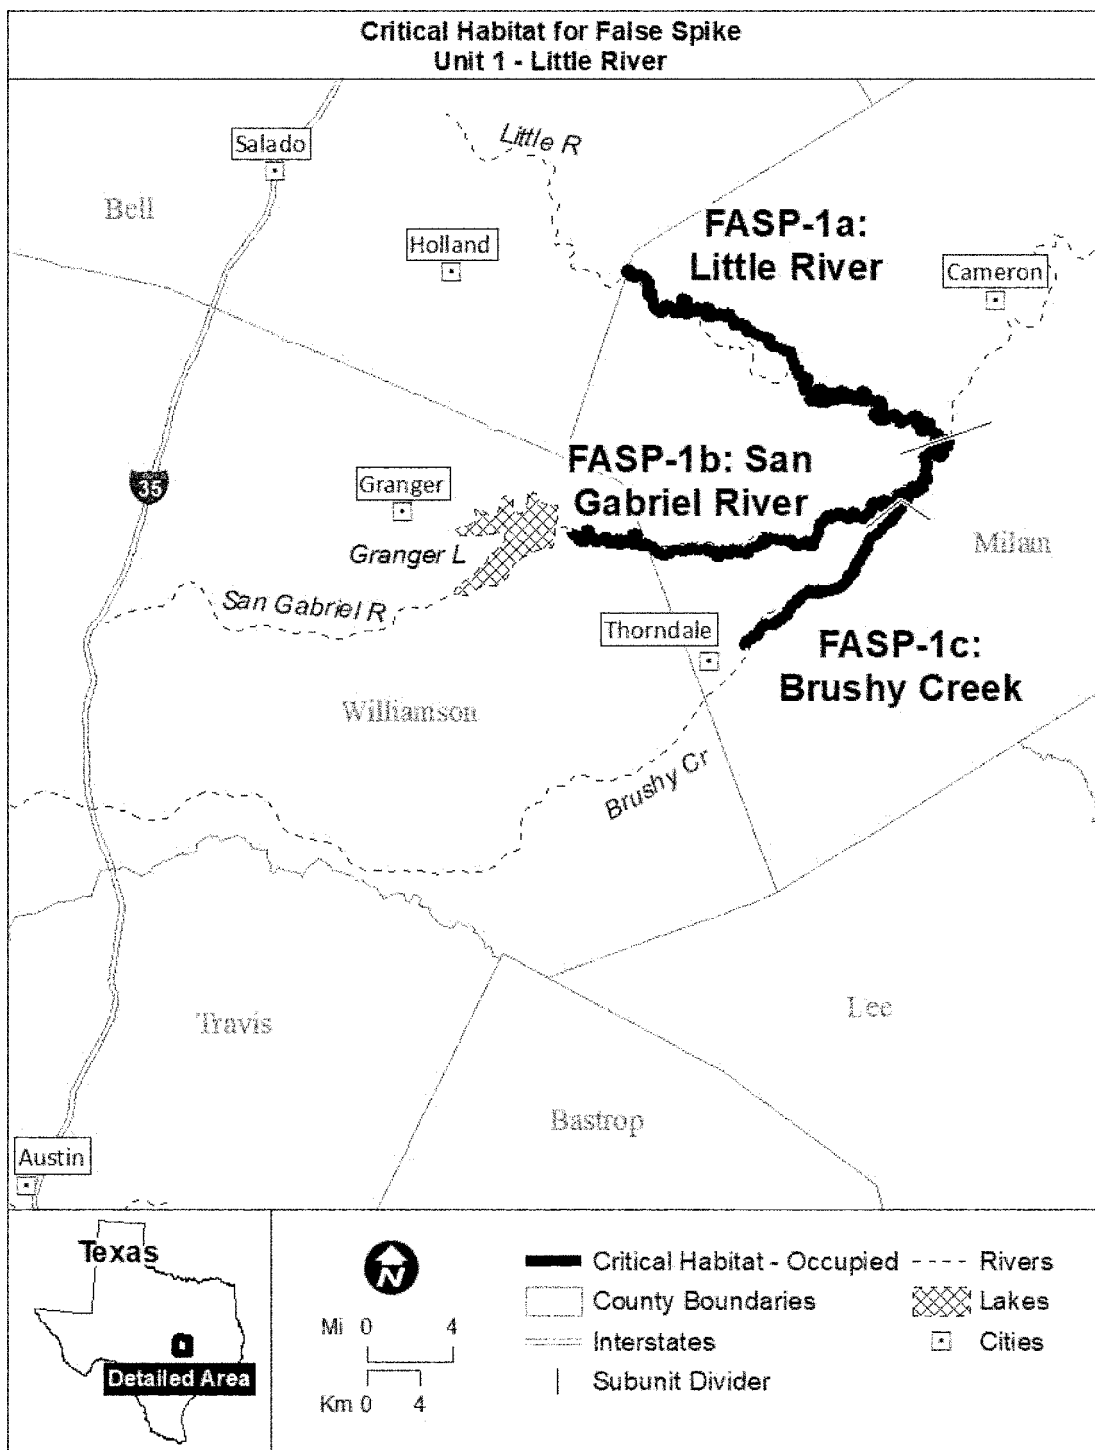 Critical Habitat for False Spike
Unit 1 - Little River
Little R
Salado
Bell
FASP-1a:
Little River
Holland
Cameron
FASP-1b: San
Gabriel River
35
Granger
Granger L
Milam
San Gabriel R
Thorndale
FASP-1c:
Brushy Creek
Williamson
Brushy Cr
Travis
Lee
Bastrop
Austin
Texas
Detailed Area
N
Mi 0 4
Km 0 4
Critical Habitat - Occupied
County Boundaries
Interstates
Subunit Divider
Rivers
Lakes
Cities